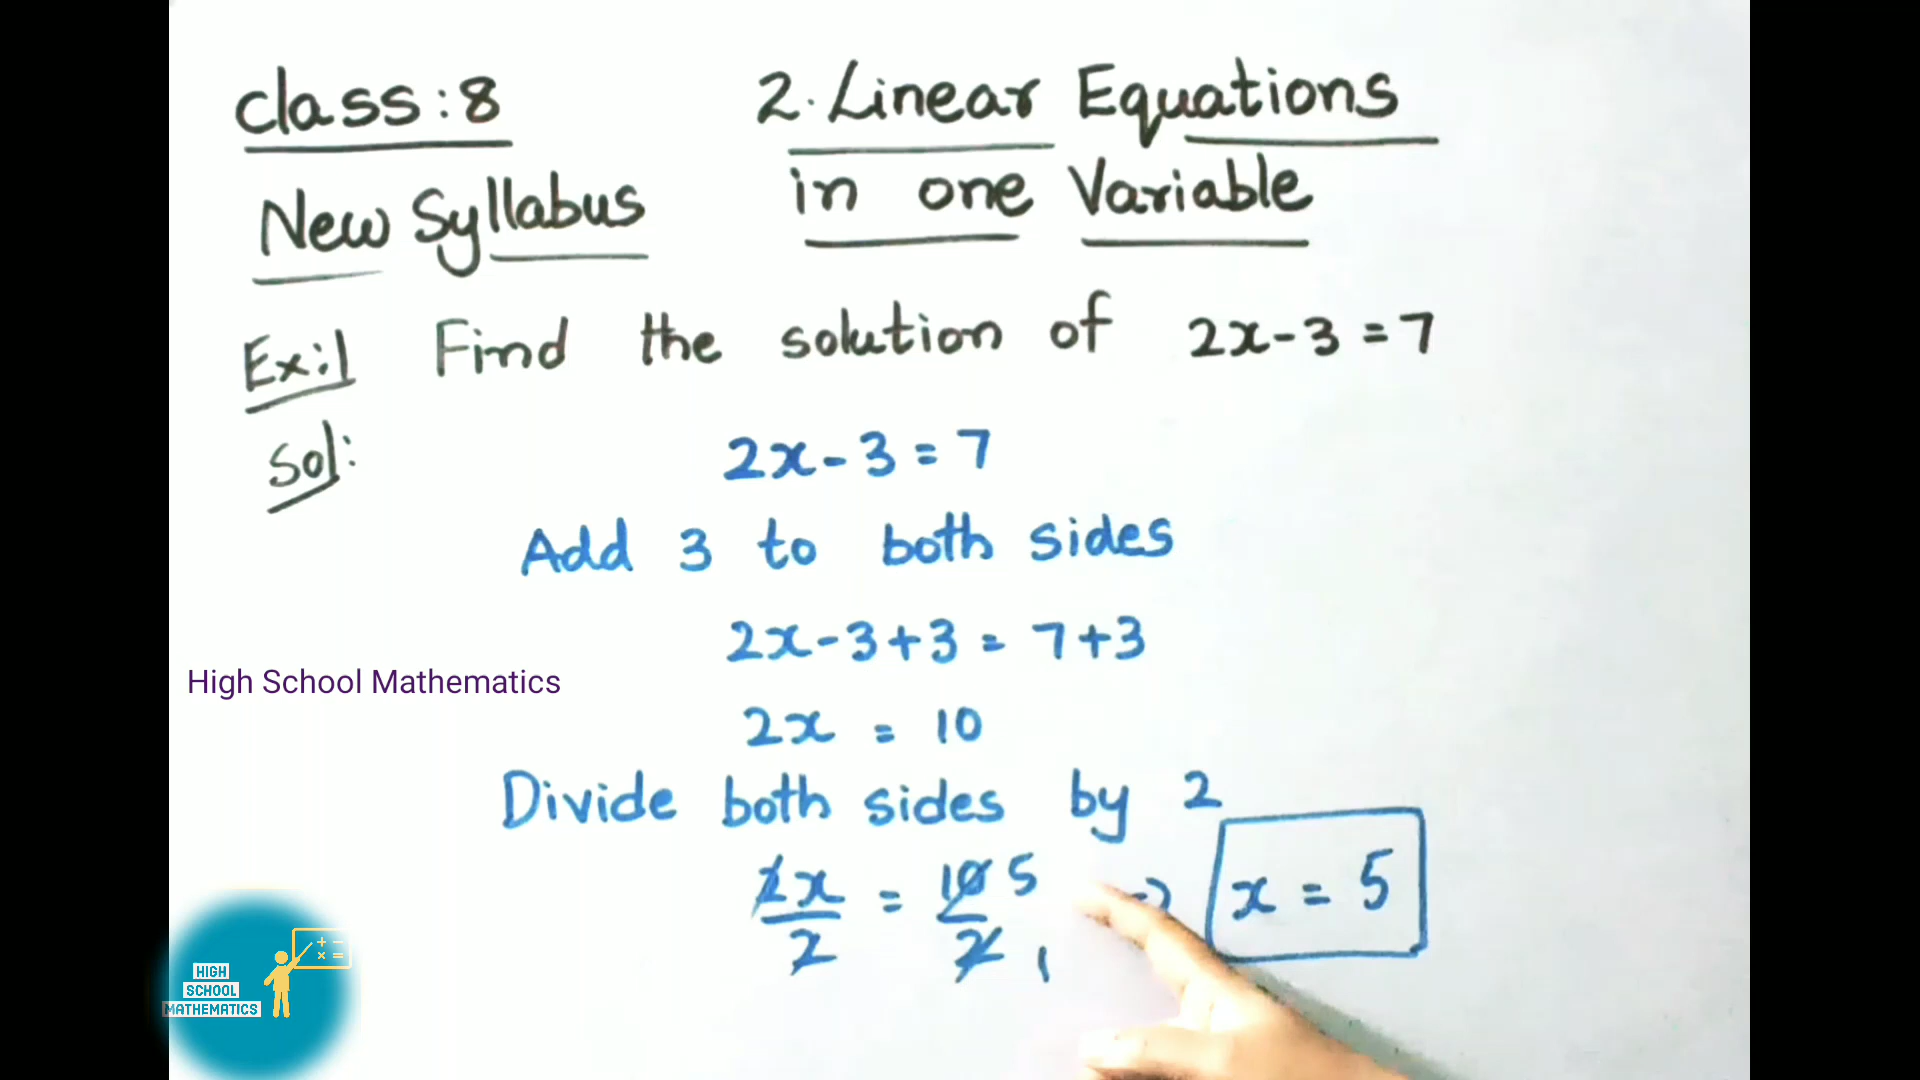 class:8
2. Linear Equations
in one Variable
New Syllabus
Ex:1 Find the solution of 2x-3=7
Sol:
2x-3=7
Add 3 to both sides
2x-3+3=7+3
High School Mathematics
2x = 10
Divide both sides by 2
2x/2 = 10/2 5 1 ⇒ x = 5
+ -
× =
HIGH
SCHOOL
MATHEMATICS